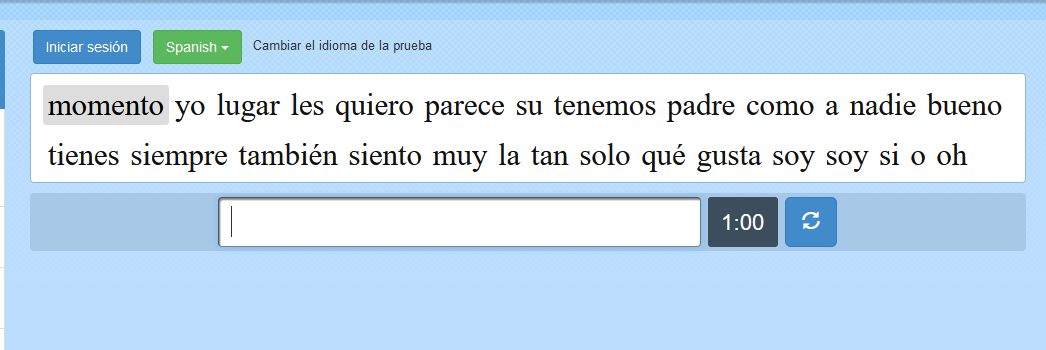 Iniciar sesión Spanish Cambiar el idioma de la prueba
momento yo lugar les quiero parece su tenemos padre como a nadie bueno
tienes siempre también siento muy la tan solo qué gusta soy soy si o oh
1:00